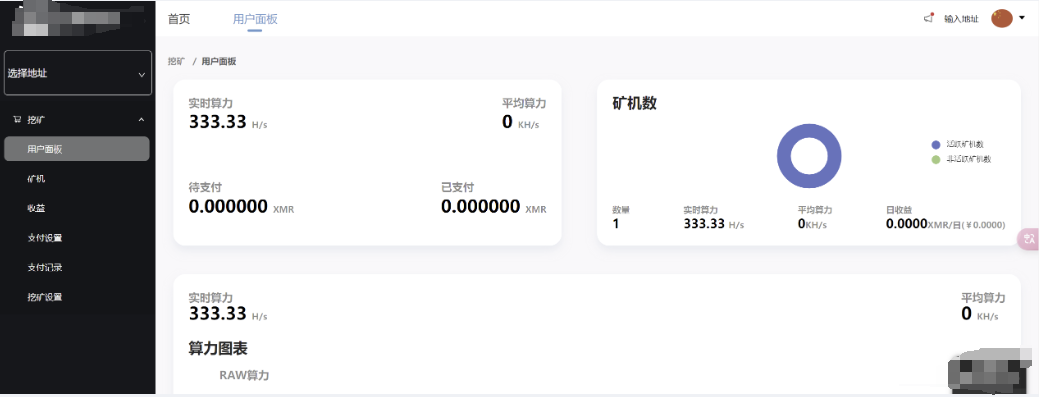 首页 用户面板 输入地址
选择地址
挖矿
用户面板
矿机
收益
支付设置
支付记录
挖矿设置
挖矿 / 用户面板
实时算力 平均算力
333.33 H/s 0 KH/s
待支付 已支付
0.000000 XMR 0.000000 XMR
矿机数
活跃矿机数
非活跃矿机数
数量 实时算力 平均算力 日收益
1 333.33 H/s 0KH/s 0.0000XMR/日(¥0.0000)
实时算力 平均算力
333.33 H/s 0 KH/s
算力图表
RAW算力